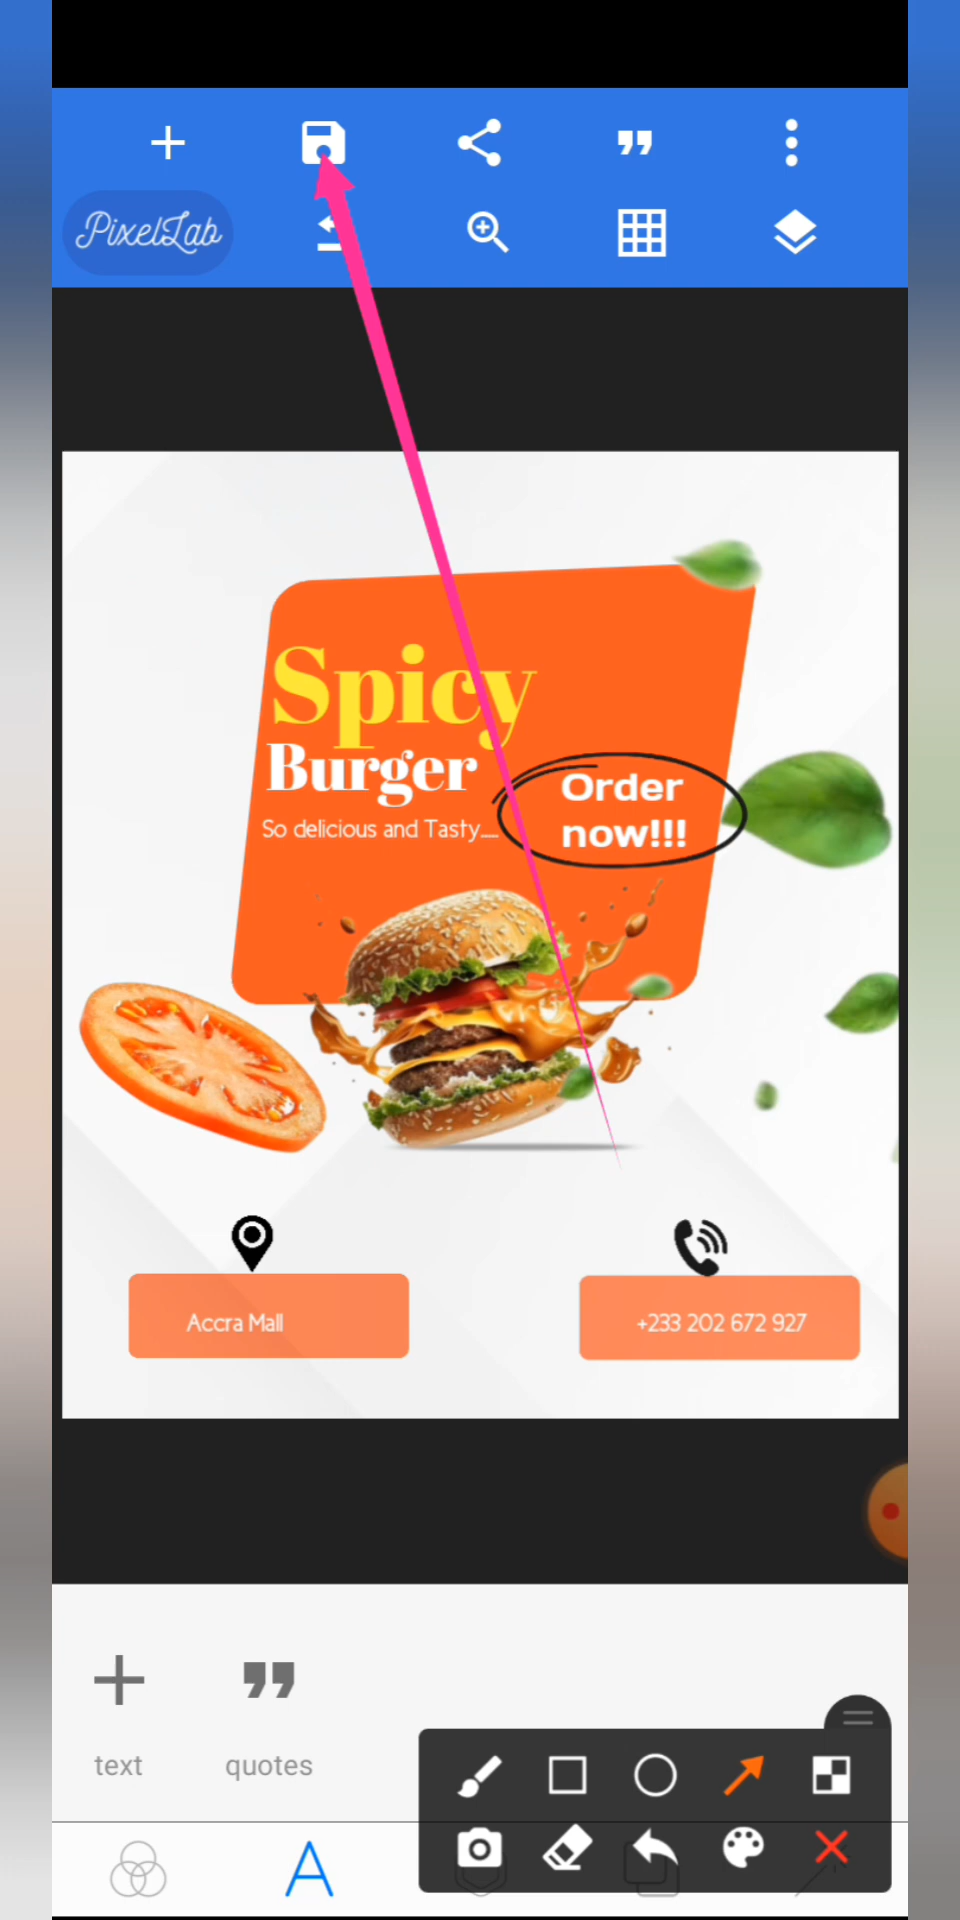 PixelLab
Spicy
Burger
So delicious and Tasty....
Order
now!!!
Accra Mall
+233 202 672 927
text
quotes